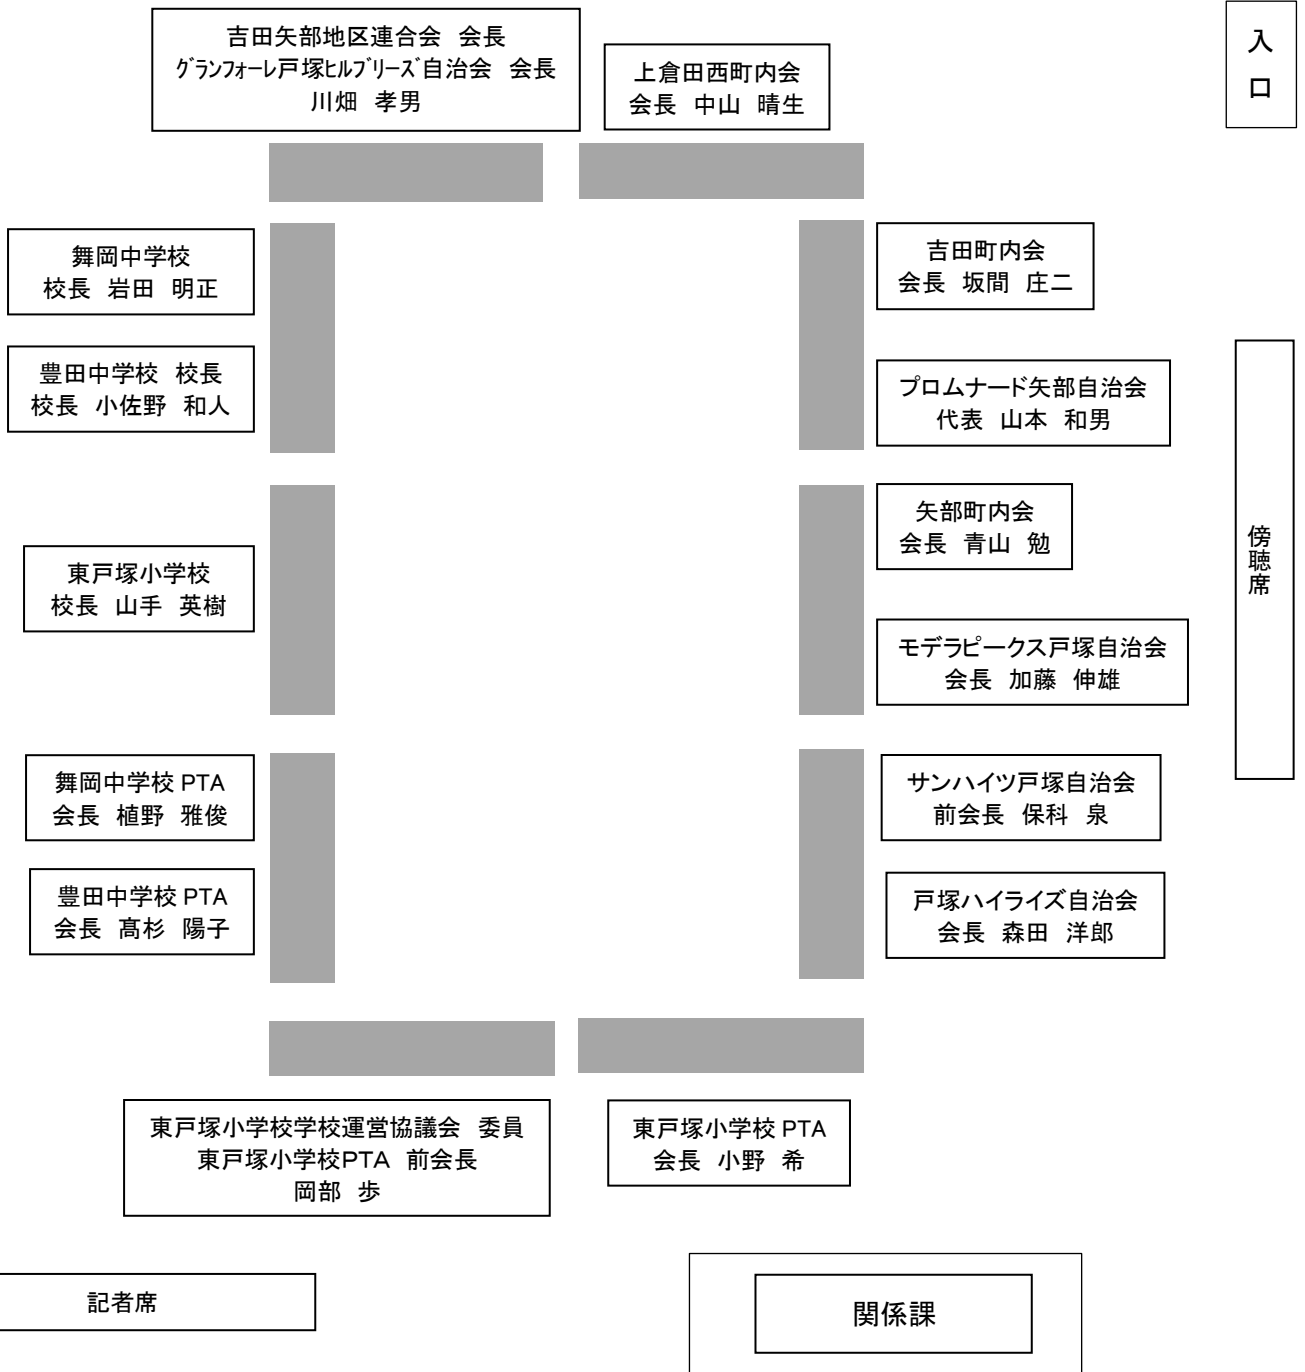 吉田矢部地区連合会 会長
グランフォーレ戸塚ヒルブリーズ自治会 会長
川畑 孝男
上倉田西町内会
会長 中山 晴生
入
口
舞岡中学校
校長 岩田 明正
吉田町内会
会長 坂間 庄二
豊田中学校 校長
校長 小佐野 和人
プロムナード矢部自治会
代表 山本 和男
矢部町内会
会長 青山 勉
傍聴席
東戸塚小学校
校長 山手 英樹
モデラピークス戸塚自治会
会長 加藤 伸雄
舞岡中学校 PTA
会長 植野 雅俊
サンハイツ戸塚自治会
前会長 保科 泉
豊田中学校 PTA
会長 髙杉 陽子
戸塚ハイライズ自治会
会長 森田 洋郎
東戸塚小学校学校運営協議会 委員
東戸塚小学校PTA 前会長
岡部 歩
東戸塚小学校 PTA
会長 小野 希
記者席
関係課